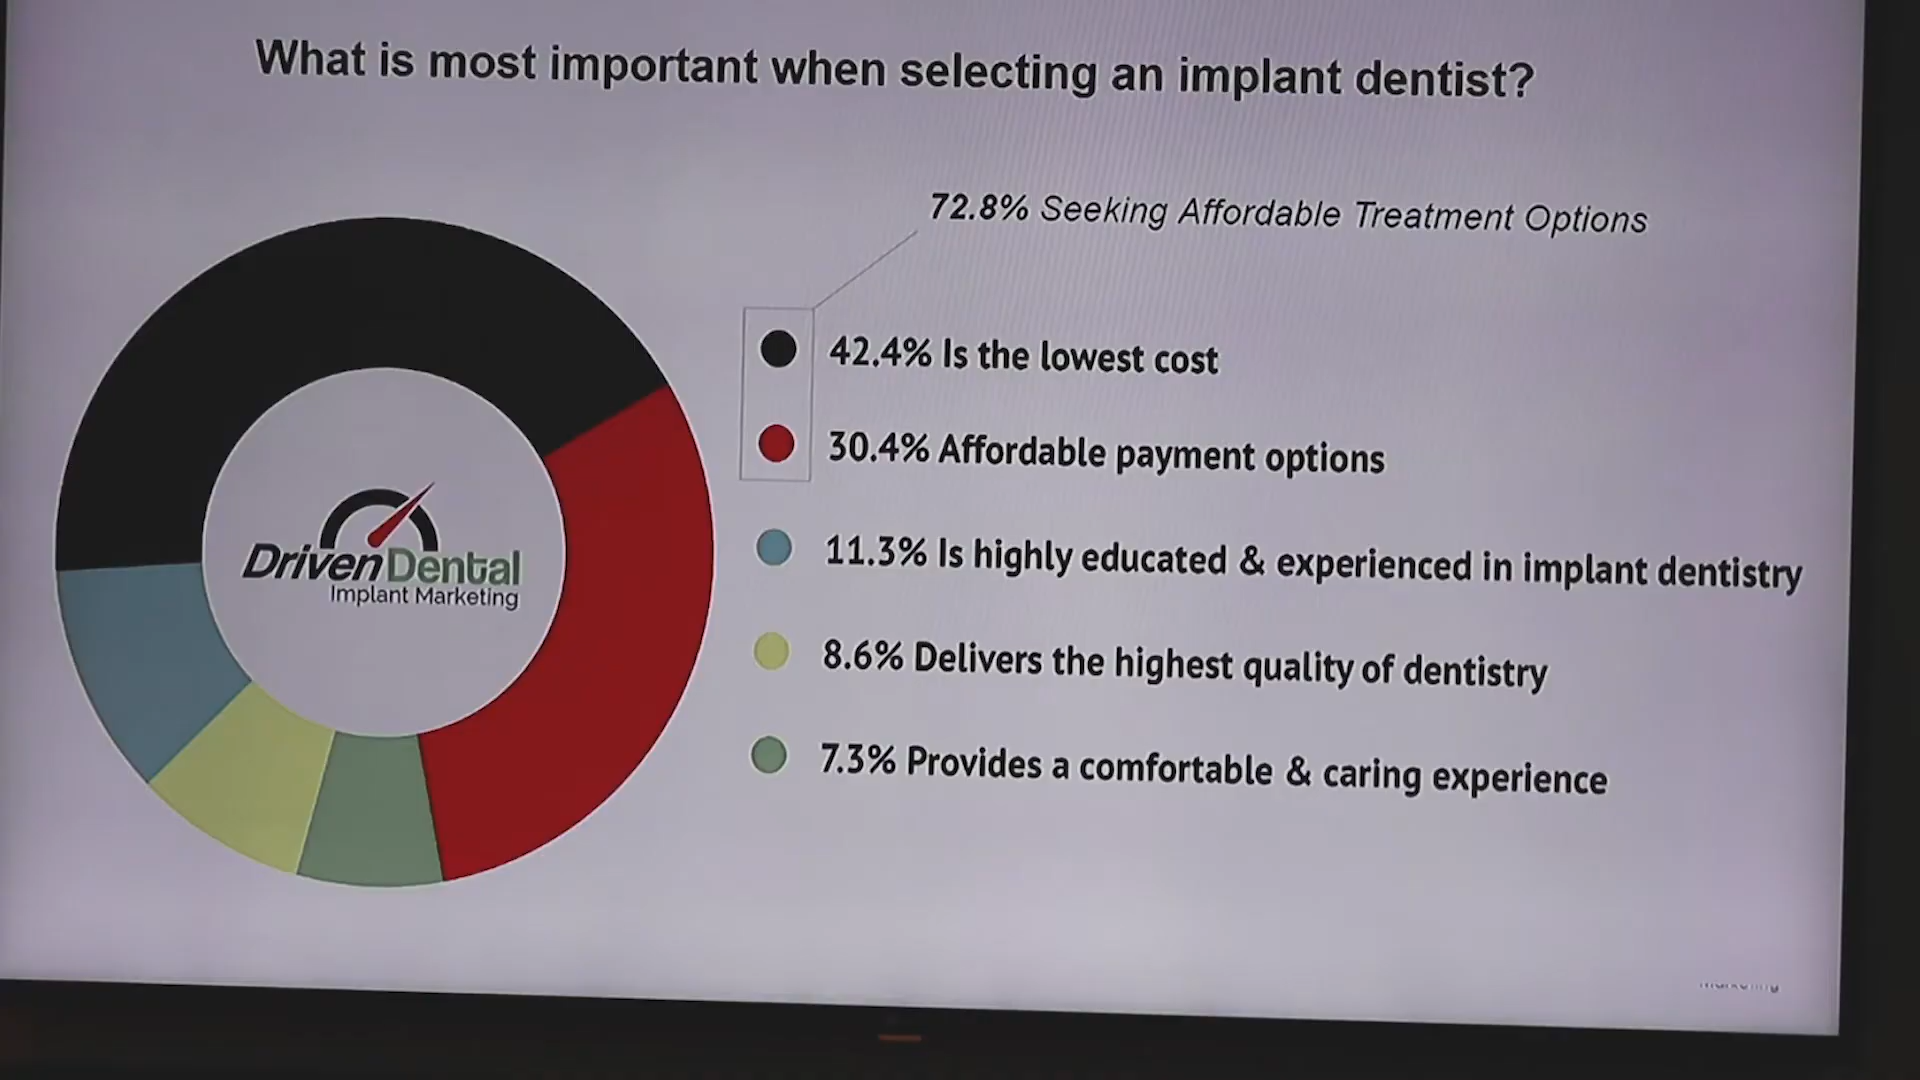 What is most important when selecting an implant dentist?
72.8% Seeking Affordable Treatment Options
42.4% Is the lowest cost
30.4% Affordable payment options
11.3% Is highly educated & experienced in implant dentistry
8.6% Delivers the highest quality of dentistry
7.3% Provides a comfortable & caring experience
DrivenDental
Implant Marketing